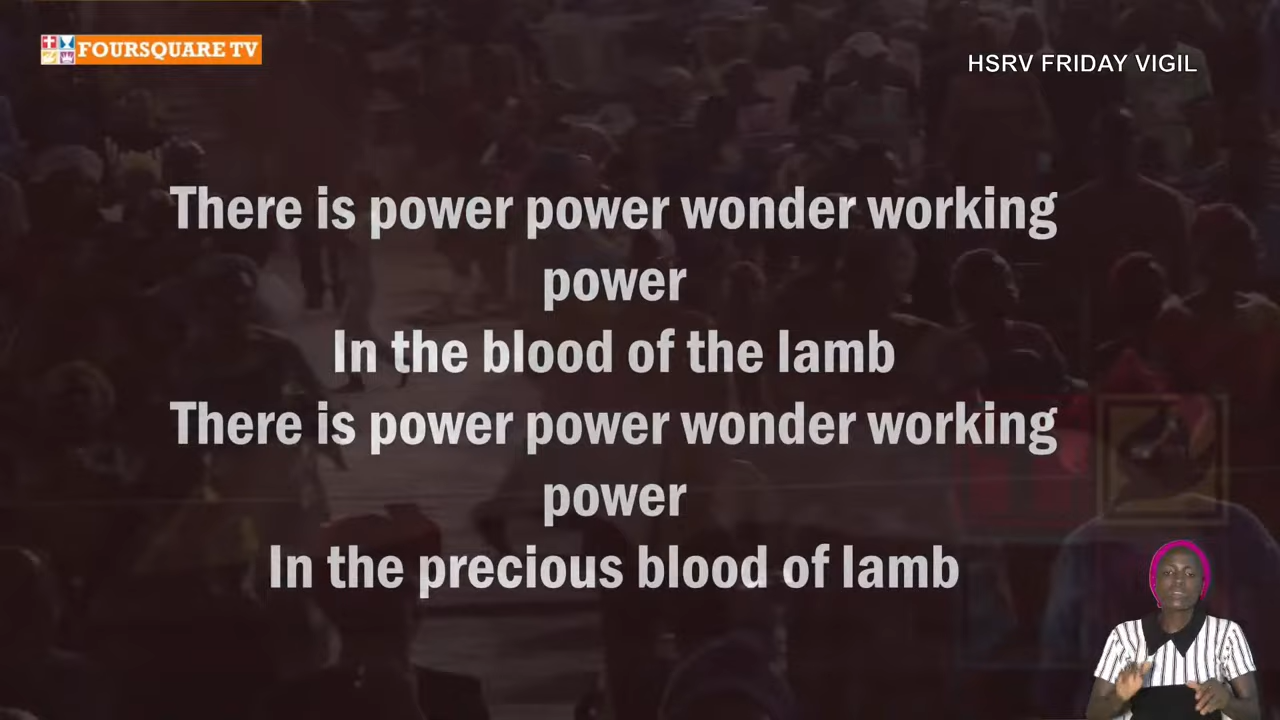 FOURSQUARE TV
HSRV FRIDAY VIGIL
There is power power wonder working
power
In the blood of the lamb
There is power power wonder working
power
In the precious blood of lamb